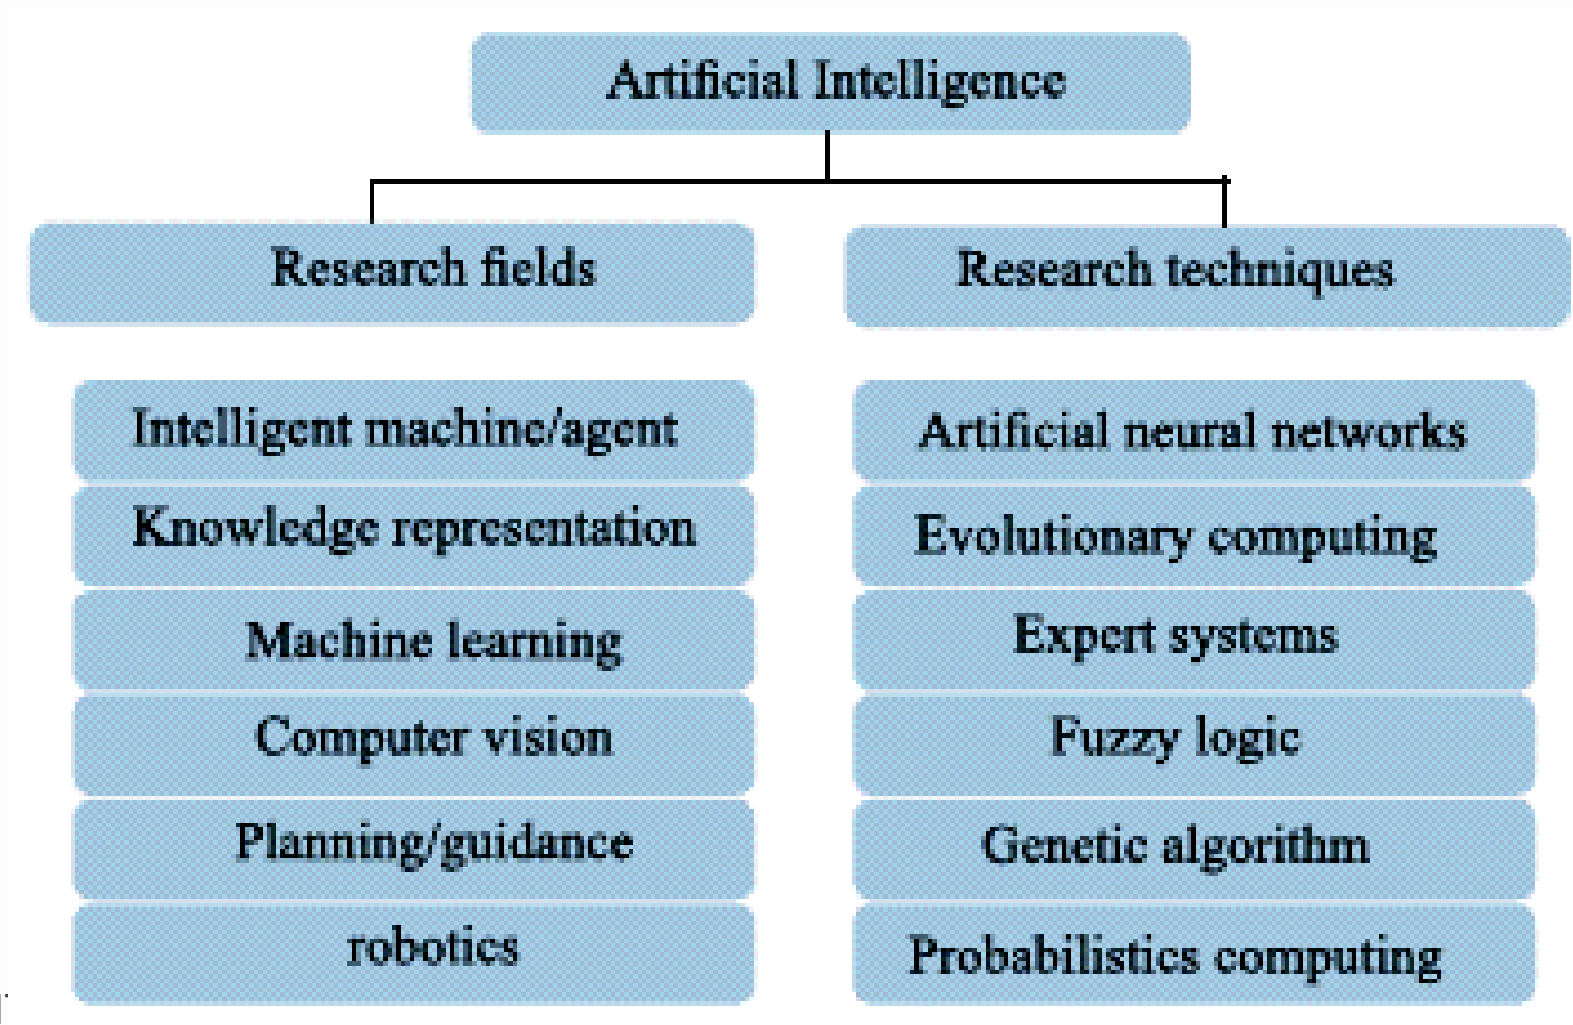 Artificial Intelligence
Research fields
Intelligent machine/agent
Knowledge representation
Machine learning
Computer vision
Planning/guidance
robotics
Research techniques
Artificial neural networks
Evolutionary computing
Expert systems
Fuzzy logic
Genetic algorithm
Probabilistics computing